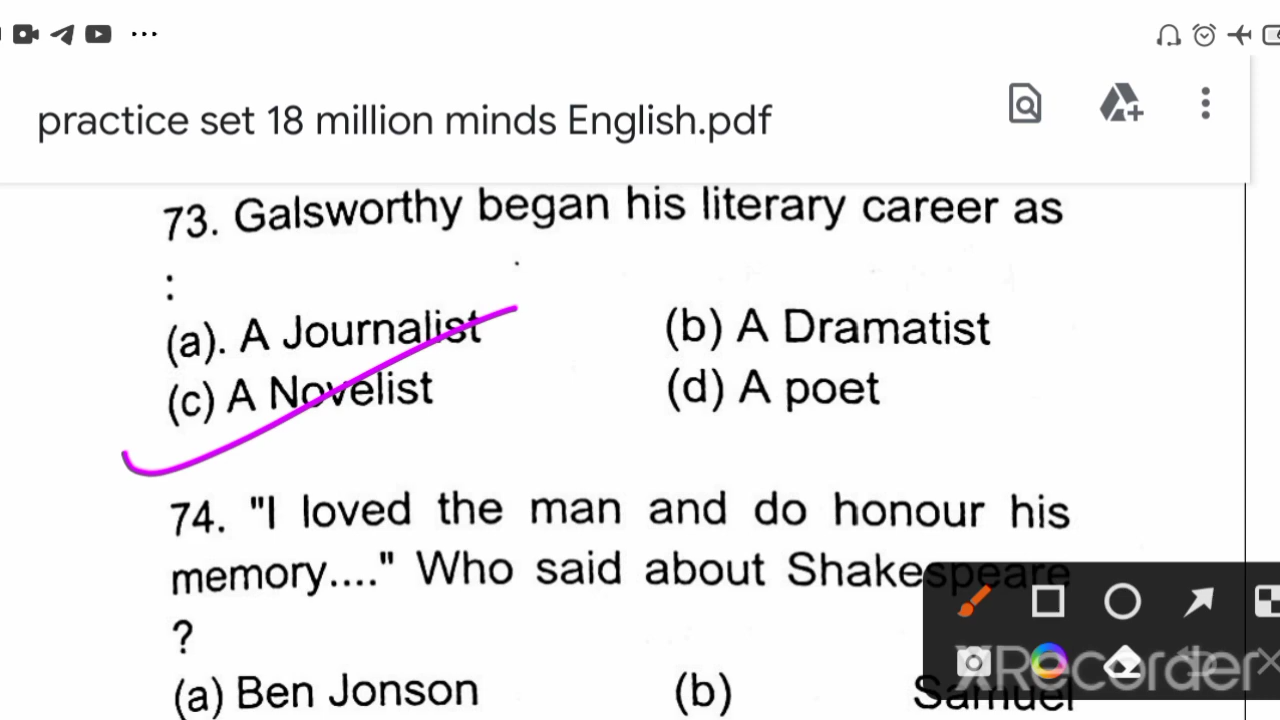 practice set 18 million minds English.pdf
73. Galsworthy began his literary career as
:
(a). A Journalist (b) A Dramatist
(c) A Novelist (d) A poet
74. "I loved the man and do honour his
memory...." Who said about Shakespeare
?
(a) Ben Jonson (b) Samuel
XRecorder